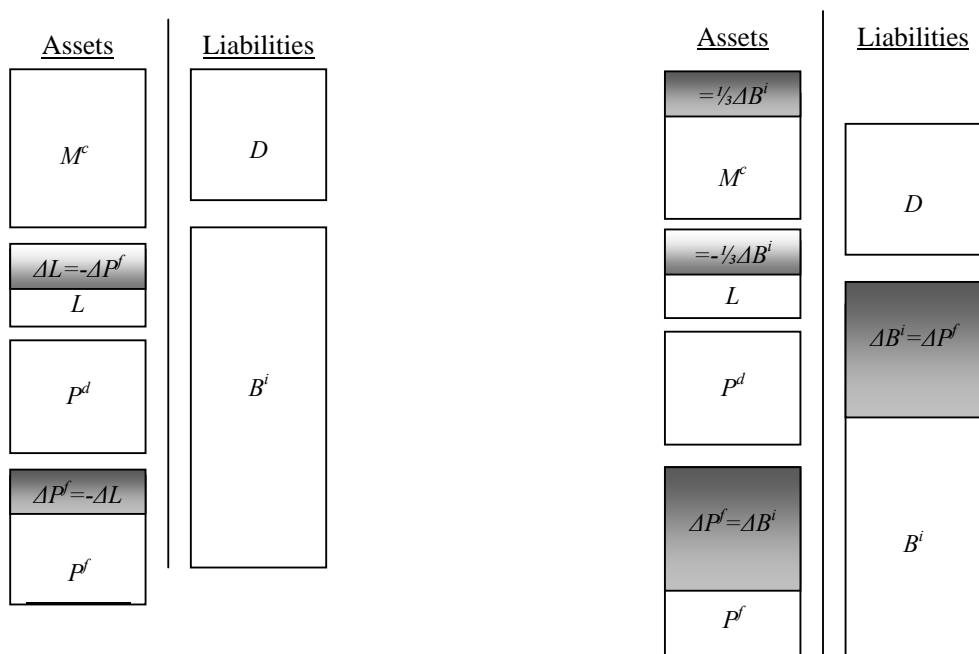 Assets
Liabilities
M^c
D
ΔL=-ΔP^f
L
P^d
B^i
ΔP^f=-ΔL
P^f
Assets
Liabilities
=⅓ΔB^i
M^c
D
=-⅓ΔB^i
L
ΔB^i=ΔP^f
P^d
ΔP^f=ΔB^i
B^i
P^f